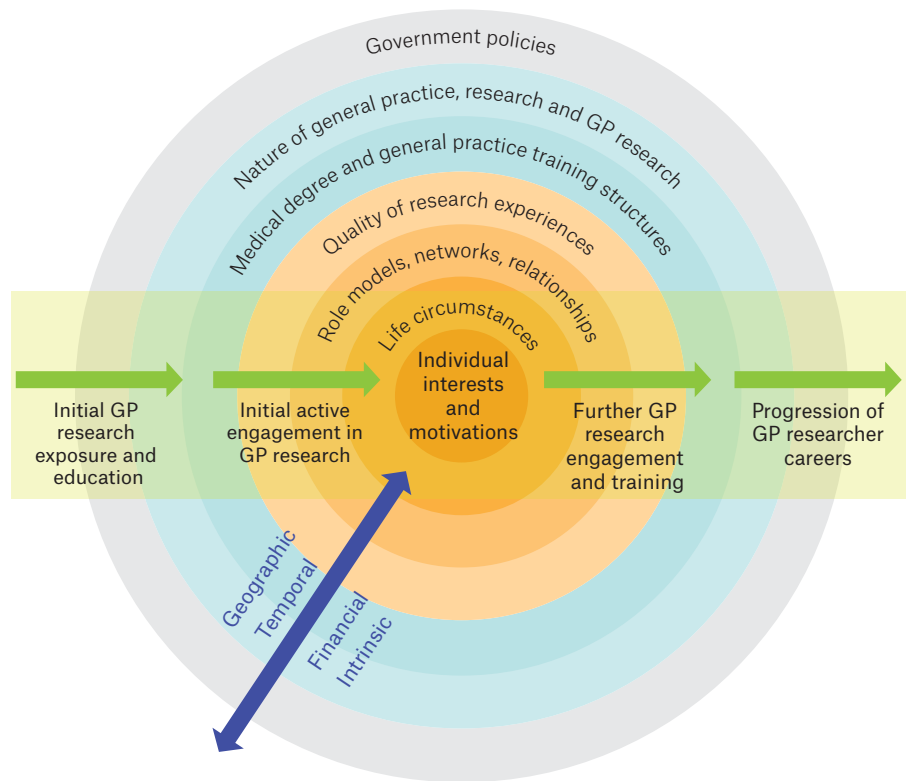 Government policies
Nature of general practice, research and GP research
Medical degree and general practice training structures
Quality of research experiences
Role models, networks, relationships
Life circumstances
Individual
interests
and
motivations
Initial GP
research
exposure and
education
Initial active
engagement in
GP research
Further GP
research
engagement
and training
Progression of
GP researcher
careers
Geographic
Temporal
Financial
Intrinsic